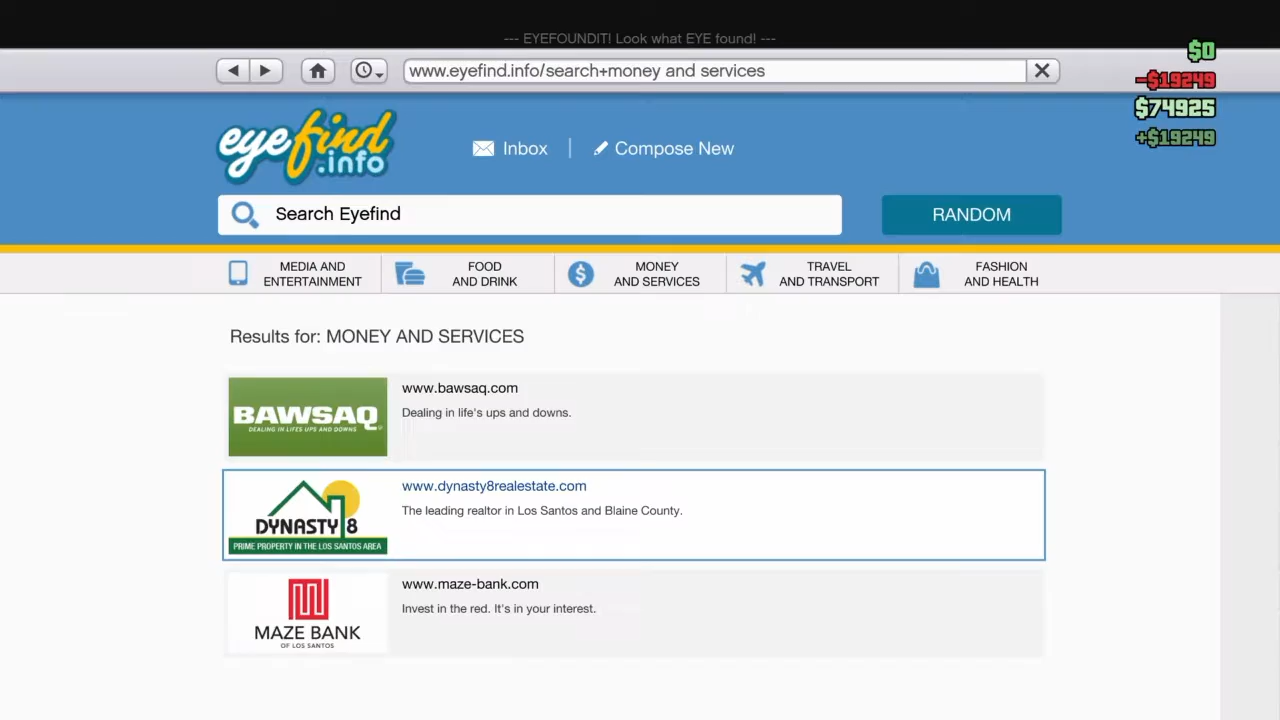 --- EYEFOUNDIT! Look what EYE found! ---
www.eyefind.info/search+money and services
$0
-$19249
$74925
+$19249
eyefind
.info
Inbox
Compose New
Search Eyefind
RANDOM
MEDIA AND
ENTERTAINMENT
FOOD
AND DRINK
MONEY
AND SERVICES
TRAVEL
AND TRANSPORT
FASHION
AND HEALTH
Results for: MONEY AND SERVICES
BAWSAQ
DEALING IN LIFES UPS AND DOWNS
www.bawsaq.com
Dealing in life's ups and downs.
DYNASTY 8
PRIME PROPERTY IN THE LOS SANTOS AREA
www.dynasty8realestate.com
The leading realtor in Los Santos and Blaine County.
MAZE BANK
OF LOS SANTOS
www.maze-bank.com
Invest in the red. It's in your interest.